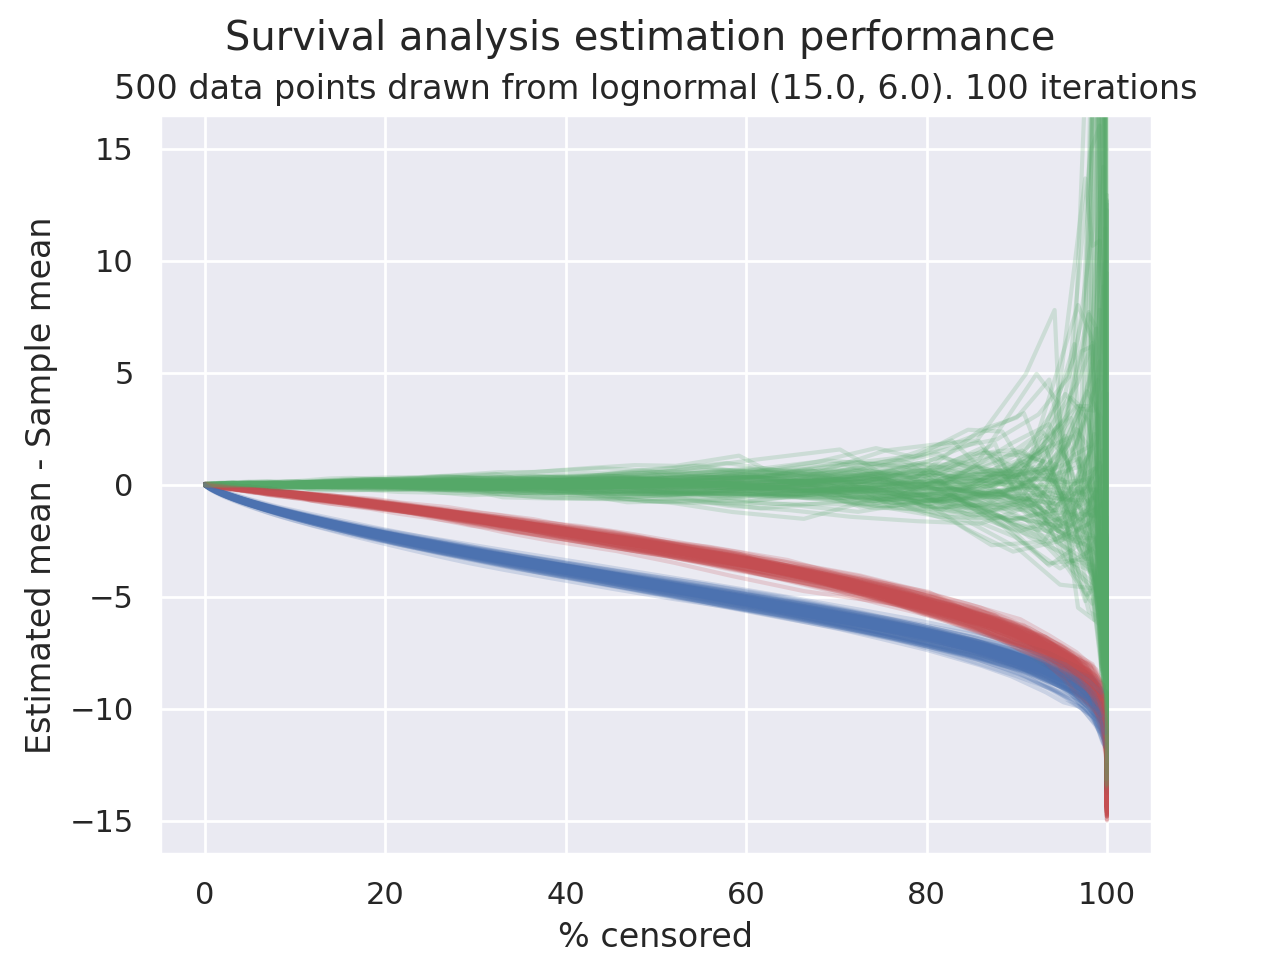 Survival analysis estimation performance
500 data points drawn from lognormal (15.0, 6.0). 100 iterations
15
10
5
0
−5
−10
−15
Estimated mean - Sample mean
0 20 40 60 80 100
% censored